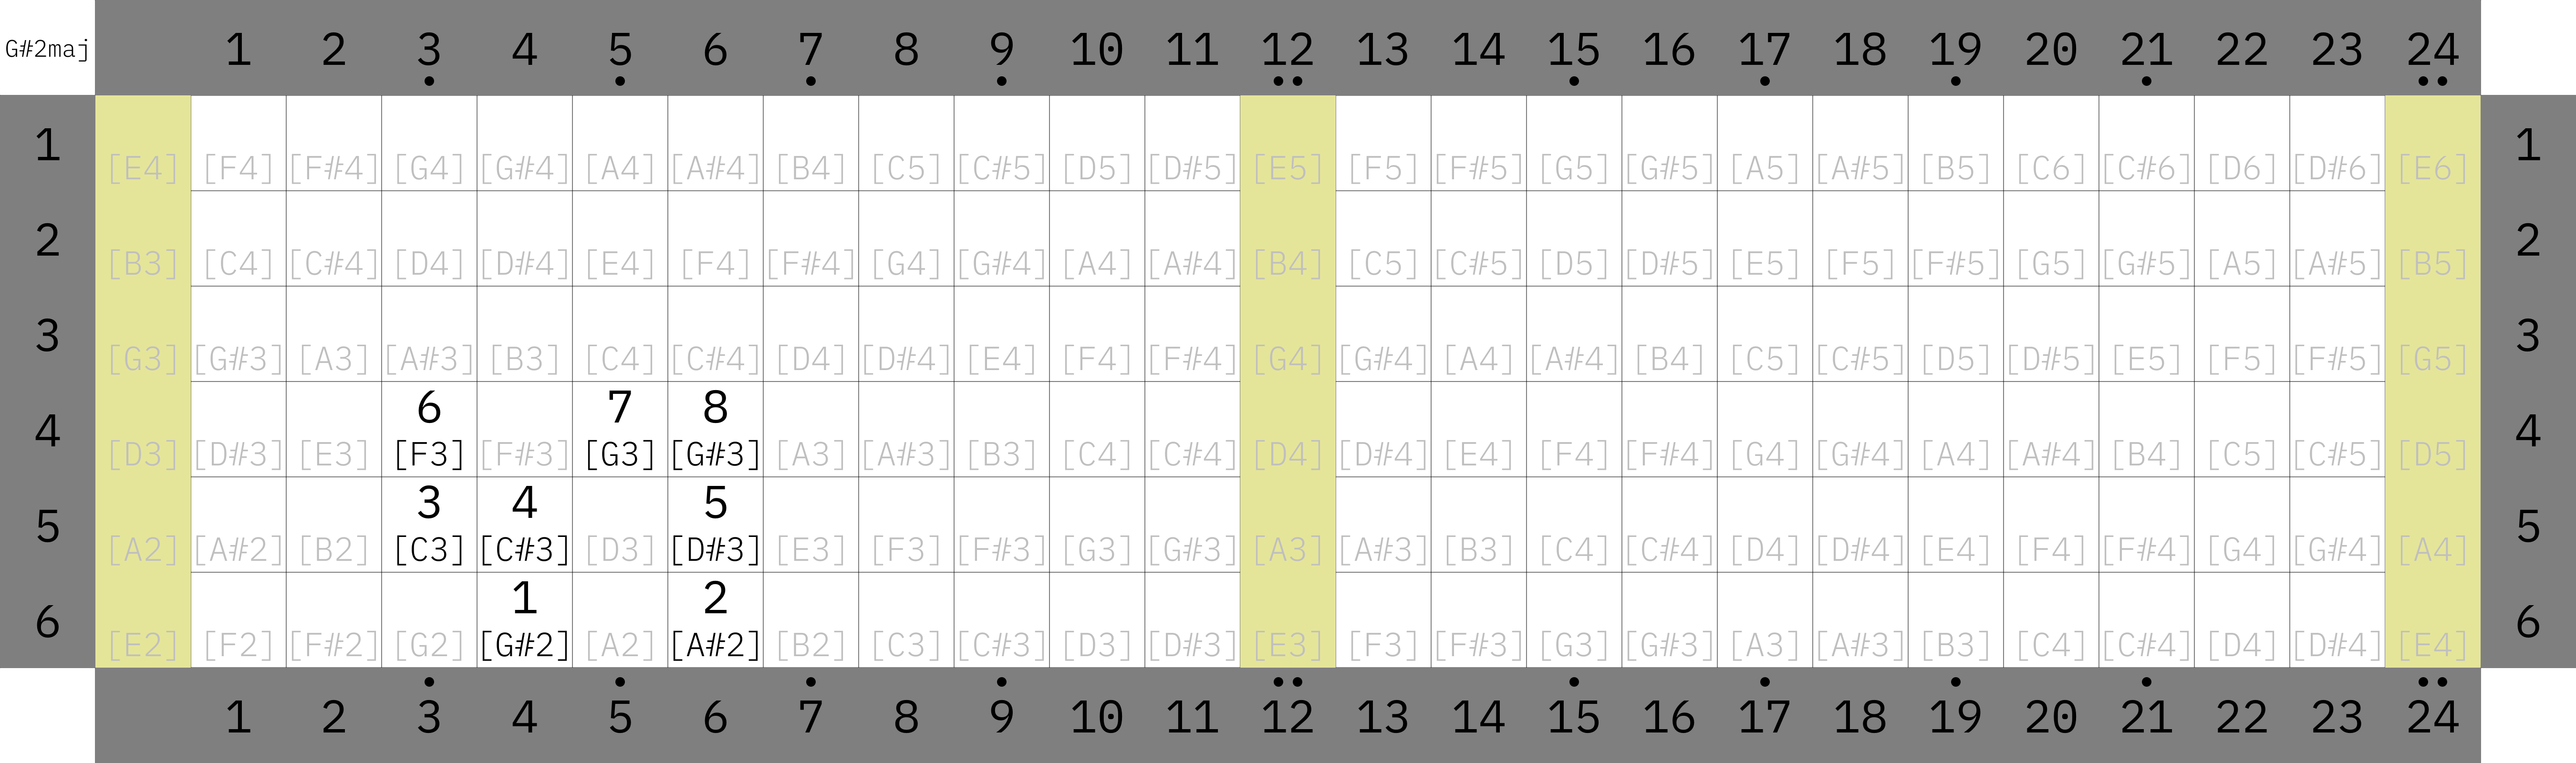 G#2maj 1 2 3 4 5 6 7 8 9 10 11 12 13 14 15 16 17 18 19 20 21 22 23 24
1 [E4] [F4] [F#4] [G4] [G#4] [A4] [A#4] [B4] [C5] [C#5] [D5] [D#5] [E5] [F5] [F#5] [G5] [G#5] [A5] [A#5] [B5] [C6] [C#6] [D6] [D#6] [E6] 1
2 [B3] [C4] [C#4] [D4] [D#4] [E4] [F4] [F#4] [G4] [G#4] [A4] [A#4] [B4] [C5] [C#5] [D5] [D#5] [E5] [F5] [F#5] [G5] [G#5] [A5] [A#5] [B5] 2
3 [G3] [G#3] [A3] [A#3] [B3] [C4] [C#4] [D4] [D#4] [E4] [F4] [F#4] [G4] [G#4] [A4] [A#4] [B4] [C5] [C#5] [D5] [D#5] [E5] [F5] [F#5] [G5] 3
6 7 8
4 [D3] [D#3] [E3] [F3] [F#3] [G3] [G#3] [A3] [A#3] [B3] [C4] [C#4] [D4] [D#4] [E4] [F4] [F#4] [G4] [G#4] [A4] [A#4] [B4] [C5] [C#5] [D5] 4
3 4 5
5 [A2] [A#2] [B2] [C3] [C#3] [D3] [D#3] [E3] [F3] [F#3] [G3] [G#3] [A3] [A#3] [B3] [C4] [C#4] [D4] [D#4] [E4] [F4] [F#4] [G4] [G#4] [A4] 5
1 2
6 [E2] [F2] [F#2] [G2] [G#2] [A2] [A#2] [B2] [C3] [C#3] [D3] [D#3] [E3] [F3] [F#3] [G3] [G#3] [A3] [A#3] [B3] [C4] [C#4] [D4] [D#4] [E4] 6
1 2 3 4 5 6 7 8 9 10 11 12 13 14 15 16 17 18 19 20 21 22 23 24